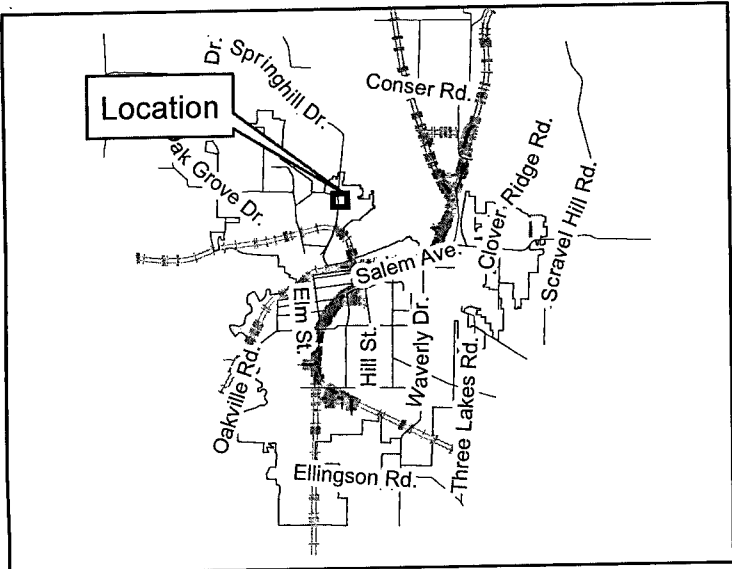 Dr.
Springhill Dr.
Conser Rd.
Location
Oak Grove Dr.
Clover Ridge Rd.
Scravel Hill Rd.
Salem Ave.
Elm St.
Hill St.
Waverly Dr.
Oakville Rd.
Three Lakes Rd.
Ellingson Rd.